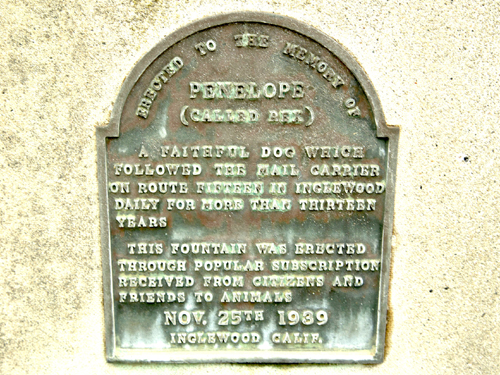 ERECTED TO THE MEMORY OF
PENELOPE
(CALLED PEN.)
A FAITHFUL DOG WHICH
FOLLOWED THE MAIL CARRIER
ON ROUTE FIFTEEN IN INGLEWOOD
DAILY FOR MORE THAN THIRTEEN
YEARS
THIS FOUNTAIN WAS ERECTED
THROUGH POPULAR SUBSCRIPTION
RECEIVED FROM CITIZENS AND
FRIENDS TO ANIMALS
NOV. 25TH 1939
INGLEWOOD CALIF.